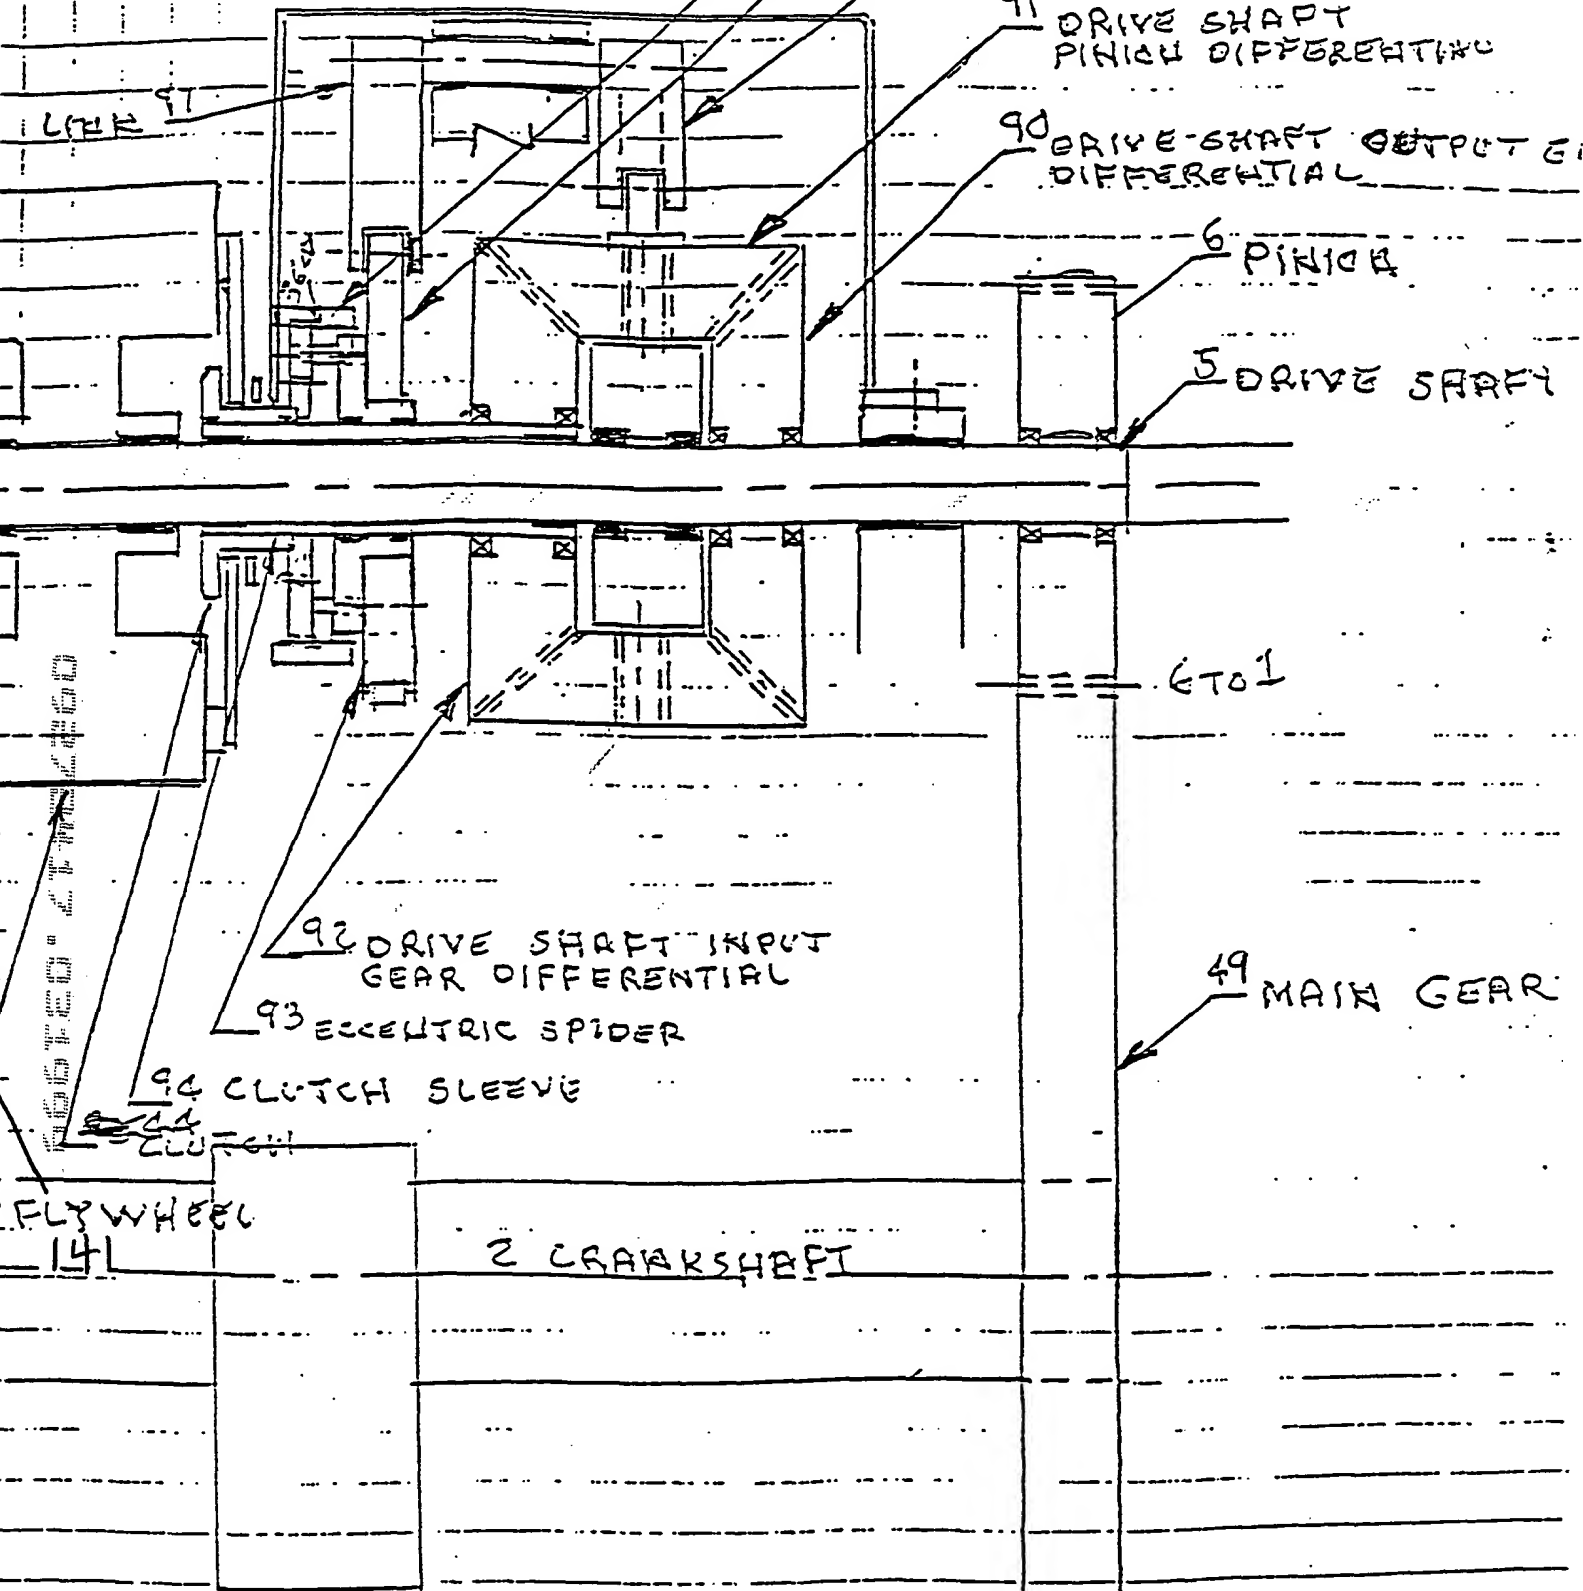 91 DRIVE SHAFT
PINION DIFFERENTIAL
90 DRIVE-SHAFT OUTPUT
DIFFERENTIAL
97
LINK
6 PINION
5 DRIVE SHAFT
6 TO 1
92 DRIVE SHAFT INPUT
GEAR DIFFERENTIAL
93 ECCENTRIC SPIDER
49 MAIN GEAR
94 CLUTCH SLEEVE
CLUTCH
FLYWHEEL
141
2 CRANKSHAFT